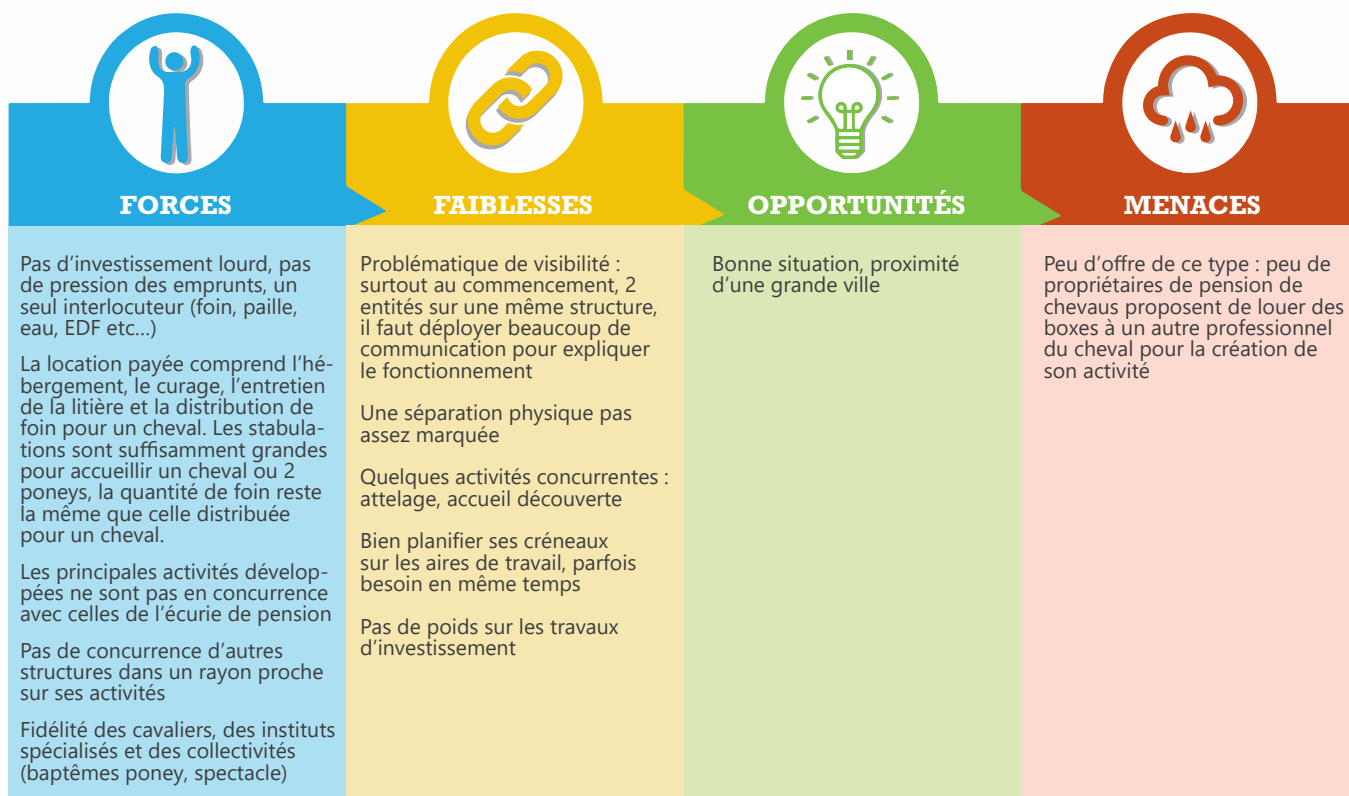 FORCES
Pas d’investissement lourd, pas
de pression des emprunts, un
seul interlocuteur (foin, paille,
eau, EDF etc...)
La location payée comprend l’hé-
bergement, le curage, l’entretien
de la litière et la distribution de
foin pour un cheval. Les stabula-
tions sont suffisamment grandes
pour accueillir un cheval ou 2
poneys, la quantité de foin reste
la même que celle distribuée
pour un cheval.
Les principales activités dévelop-
pées ne sont pas en concurrence
avec celles de l’écurie de pension
Pas de concurrence d’autres
structures dans un rayon proche
sur ses activités
Fidélité des cavaliers, des instituts
spécialisés et des collectivités
(baptêmes poney, spectacle)
FAIBLESSES
Problématique de visibilité :
surtout au commencement, 2
entités sur une même structure,
il faut déployer beaucoup de
communication pour expliquer
le fonctionnement
Une séparation physique pas
assez marquée
Quelques activités concurrentes :
attelage, accueil découverte
Bien planifier ses créneaux
sur les aires de travail, parfois
besoin en même temps
Pas de poids sur les travaux
d’investissement
OPPORTUNITÉS
Bonne situation, proximité
d’une grande ville
MENACES
Peu d’offre de ce type : peu de
propriétaires de pension de
chevaus proposent de louer des
boxes à un autre professionnel
du cheval pour la création de
son activité